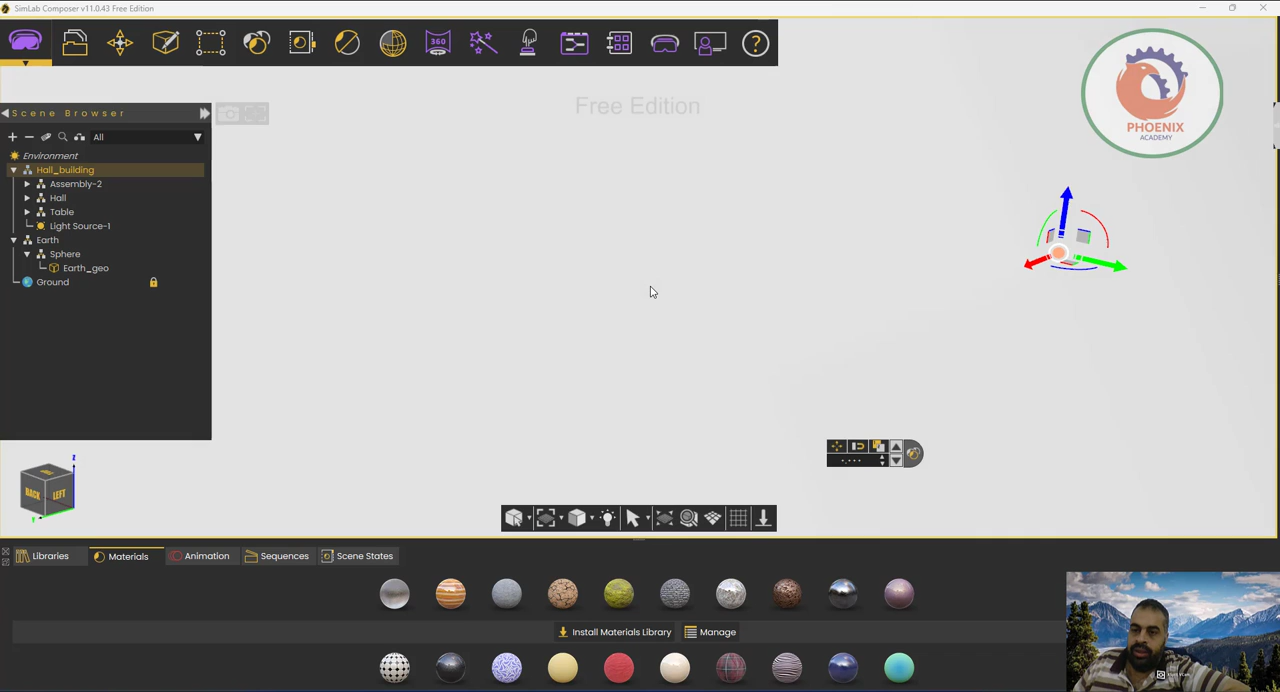 SimLab Composer v11.0.43 Free Edition
360
Free Edition
PHOENIX
ACADEMY
Scene Browser
All
Environment
Hall_building
Assembly-2
Hall
Table
Light Source-1
Earth
Sphere
Earth_geo
Ground
BACK
LEFT
Libraries
Materials
Animation
Sequences
Scene States
Install Materials Library
Manage